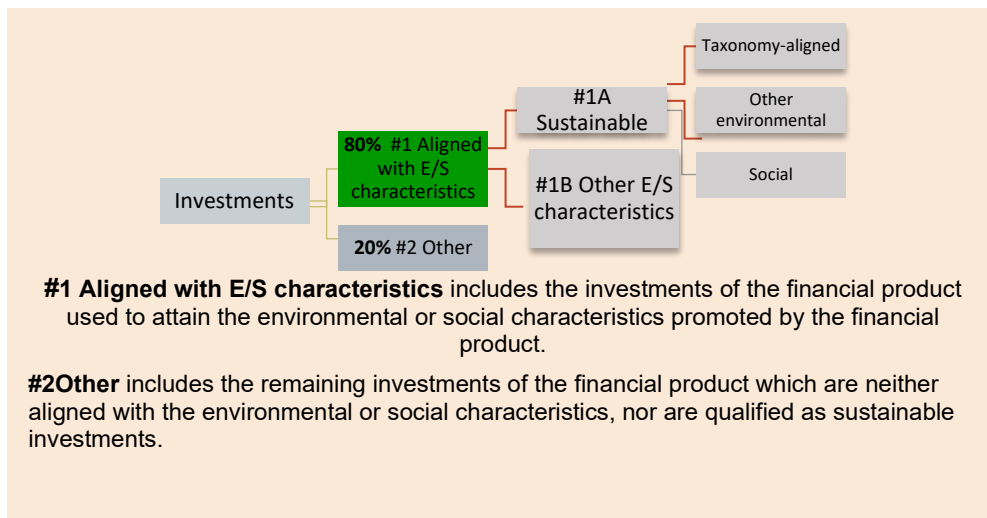 Taxonomy-aligned
#1A
Sustainable
Other
environmental
80% #1 Aligned
with E/S
characteristics
Social
#1B Other E/S
characteristics
Investments
20% #2 Other
#1 Aligned with E/S characteristics includes the investments of the financial product
used to attain the environmental or social characteristics promoted by the financial
product.
#2Other includes the remaining investments of the financial product which are neither
aligned with the environmental or social characteristics, nor are qualified as sustainable
investments.